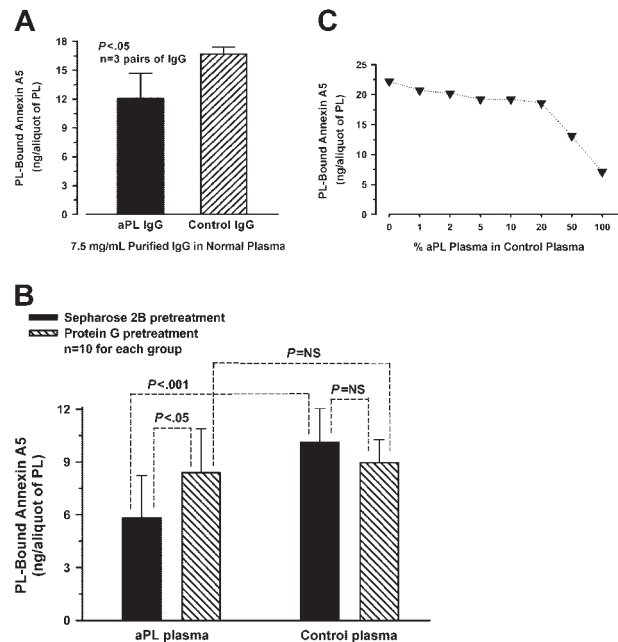 A
P<.05
n=3 pairs of IgG
PL-Bound Annexin A5
(ng/aliquot of PL)
18
15
12
9
6
3
0
aPL IgG
Control IgG
7.5 mg/mL Purified IgG in Normal Plasma
C
PL-Bound Annexin A5
(ng/aliquot of PL)
25
20
15
10
5
0
0 1 2 5 10 20 50 100
% aPL Plasma in Control Plasma
B
Sepharose 2B pretreatment
Protein G pretreatment
n=10 for each group
P=NS
P<.001
P=NS
P<.05
PL-Bound Annexin A5
(ng/aliquot of PL)
12
9
6
3
0
aPL plasma
Control plasma